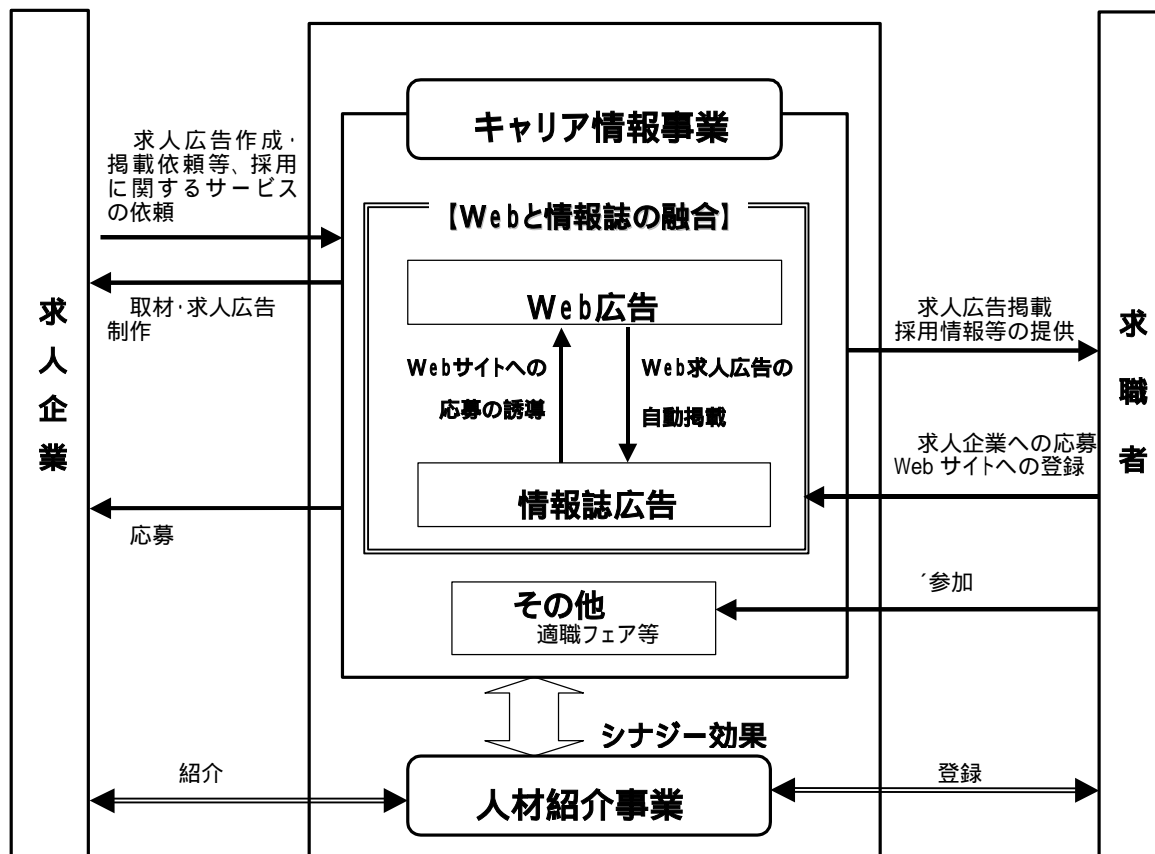 キャリア情報事業
求人広告作成・
掲載依頼等、採用
に関するサービス
の依頼
【Webと情報誌の融合】
Web広告
取材・求人広告
制作
求人企業
求人広告掲載
採用情報等の提供
求職者
Webサイトへの
応募の誘導
Web求人広告の
自動掲載
求人企業への応募
Webサイトへの登録
情報誌広告
応募
´参加
その他
適職フェア等
シナジー効果
紹介
登録
人材紹介事業